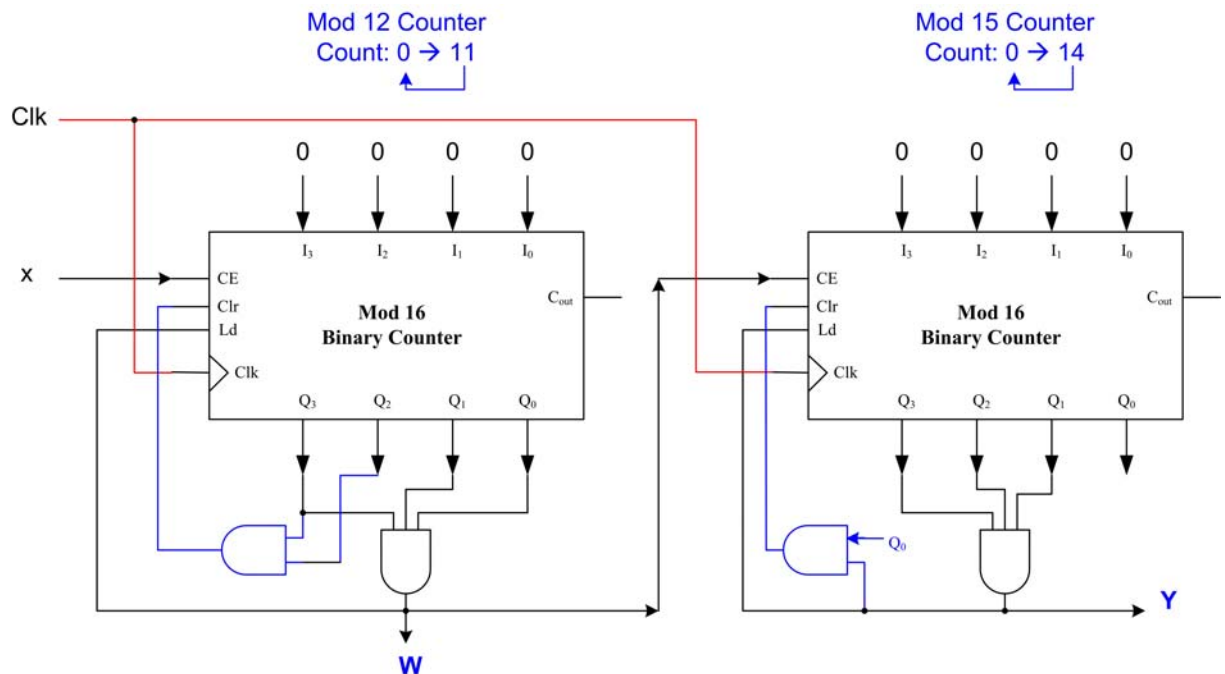 Mod 12 Counter
Count: 0 → 11
Mod 15 Counter
Count: 0 → 14
Clk
0 0 0 0
0 0 0 0
I3 I2 I1 I0
I3 I2 I1 I0
x
CE
Clr
Ld
Clk
Cout
Mod 16
Binary Counter
Q3 Q2 Q1 Q0
CE
Clr
Ld
Clk
Cout
Mod 16
Binary Counter
Q3 Q2 Q1 Q0
Q0
W
Y